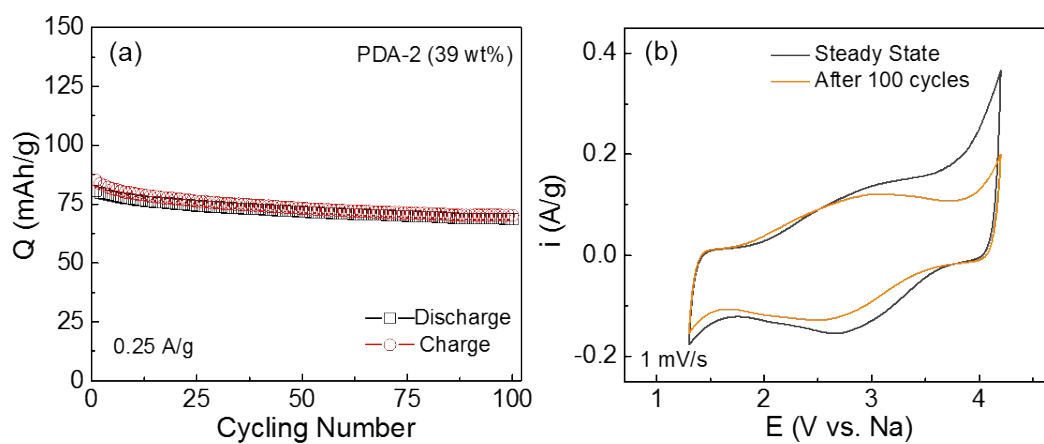 (a)
PDA-2 (39 wt%)
150
125
100
75
50
25
0
Q (mAh/g)
Discharge
Charge
0.25 A/g
0
25
50
75
100
Cycling Number
(b)
Steady State
After 100 cycles
0.4
0.2
0.0
-0.2
i (A/g)
1 mV/s
1
2
3
4
E (V vs. Na)